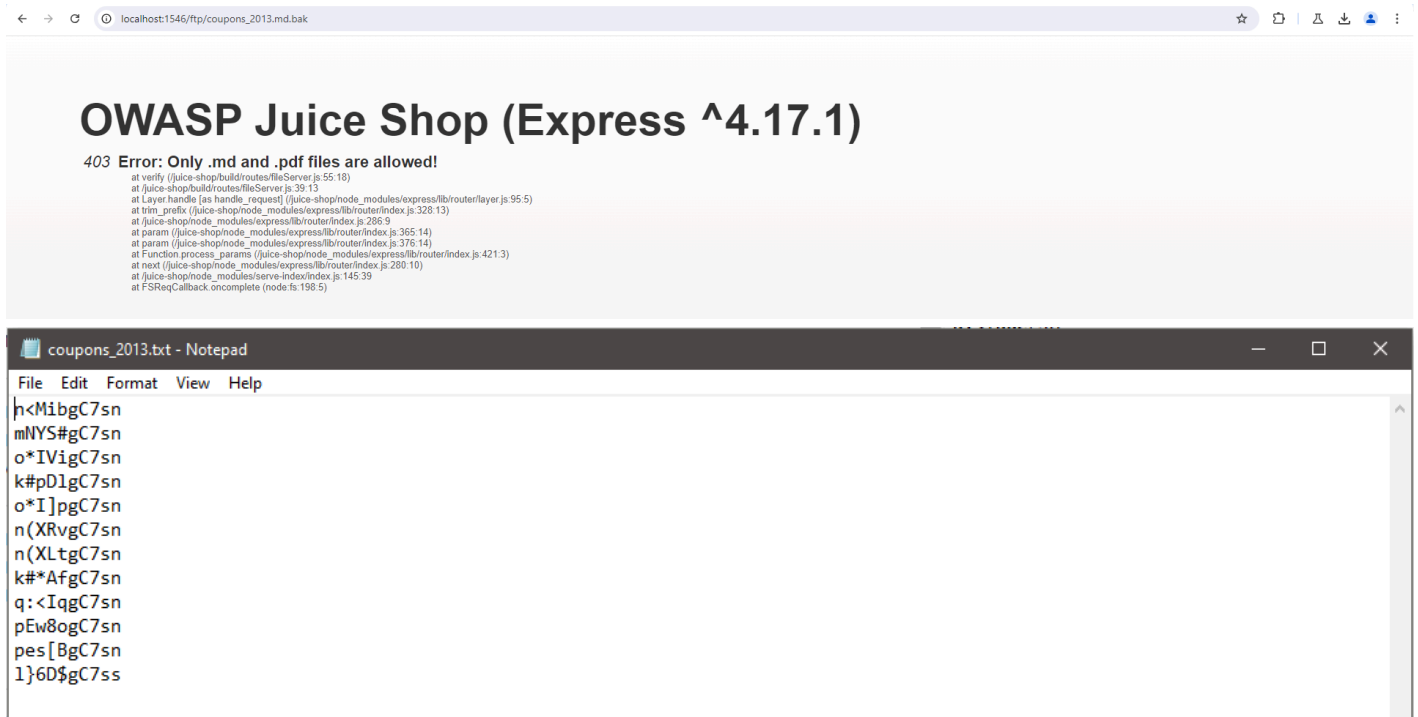 localhost:1546/ftp/coupons_2013.md.bak
OWASP Juice Shop (Express ^4.17.1)
403 Error: Only .md and .pdf files are allowed!
at verify (/juice-shop/build/routes/fileServer.js:55:18)
at /juice-shop/build/routes/fileServer.js:39:13
at Layer.handle [as handle_request] (/juice-shop/node_modules/express/lib/router/layer.js:95:5)
at trim_prefix (/juice-shop/node_modules/express/lib/router/index.js:328:13)
at /juice-shop/node_modules/express/lib/router/index.js:286:9
at param (/juice-shop/node_modules/express/lib/router/index.js:365:14)
at param (/juice-shop/node_modules/express/lib/router/index.js:376:14)
at Function.process_params (/juice-shop/node_modules/express/lib/router/index.js:421:3)
at next (/juice-shop/node_modules/express/lib/router/index.js:280:10)
at /juice-shop/node_modules/serve-index/index.js:145:39
at FSReqCallback.oncomplete (node:fs:198:5)
coupons_2013.txt - Notepad
File Edit Format View Help
n<MibgC7sn
mNYS#gC7sn
o*IVigC7sn
k#pDlgC7sn
o*I]pgC7sn
n(XRvgC7sn
n(XLtgC7sn
k#*AfgC7sn
q:<IqgC7sn
pEw8ogC7sn
pes[BgC7sn
l}6D$gC7ss